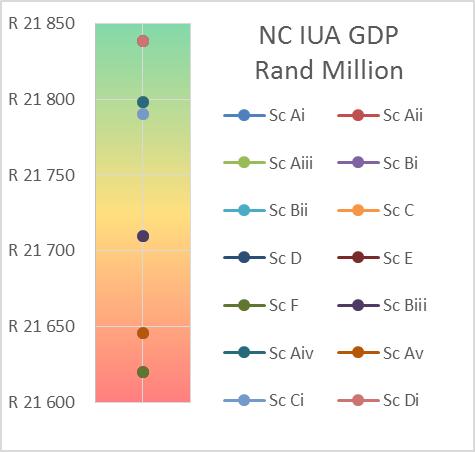 NC IUA GDP
Rand Million
R 21 850
R 21 800
R 21 750
R 21 700
R 21 650
R 21 600
Sc Ai Sc Aii
Sc Aiii Sc Bi
Sc Bii Sc C
Sc D Sc E
Sc F Sc Biii
Sc Aiv Sc Av
Sc Ci Sc Di